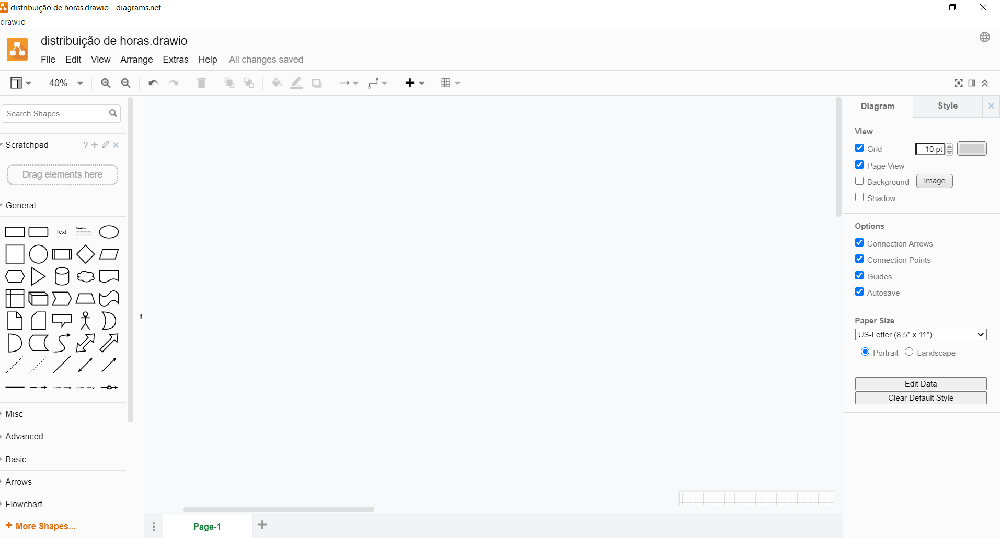 distribuição de horas.drawio - diagrams.net
draw.io
distribuição de horas.drawio
File Edit View Arrange Extras Help All changes saved
40%
Search Shapes
Scratchpad ?
Drag elements here
General
Text
Heading
Misc
Advanced
Basic
Arrows
Flowchart
+ More Shapes...
Page-1
Diagram Style
View
Grid 10 pt
Page View
Background Image
Shadow
Options
Connection Arrows
Connection Points
Guides
Autosave
Paper Size
US-Letter (8,5" x 11")
Portrait Landscape
Edit Data
Clear Default Style